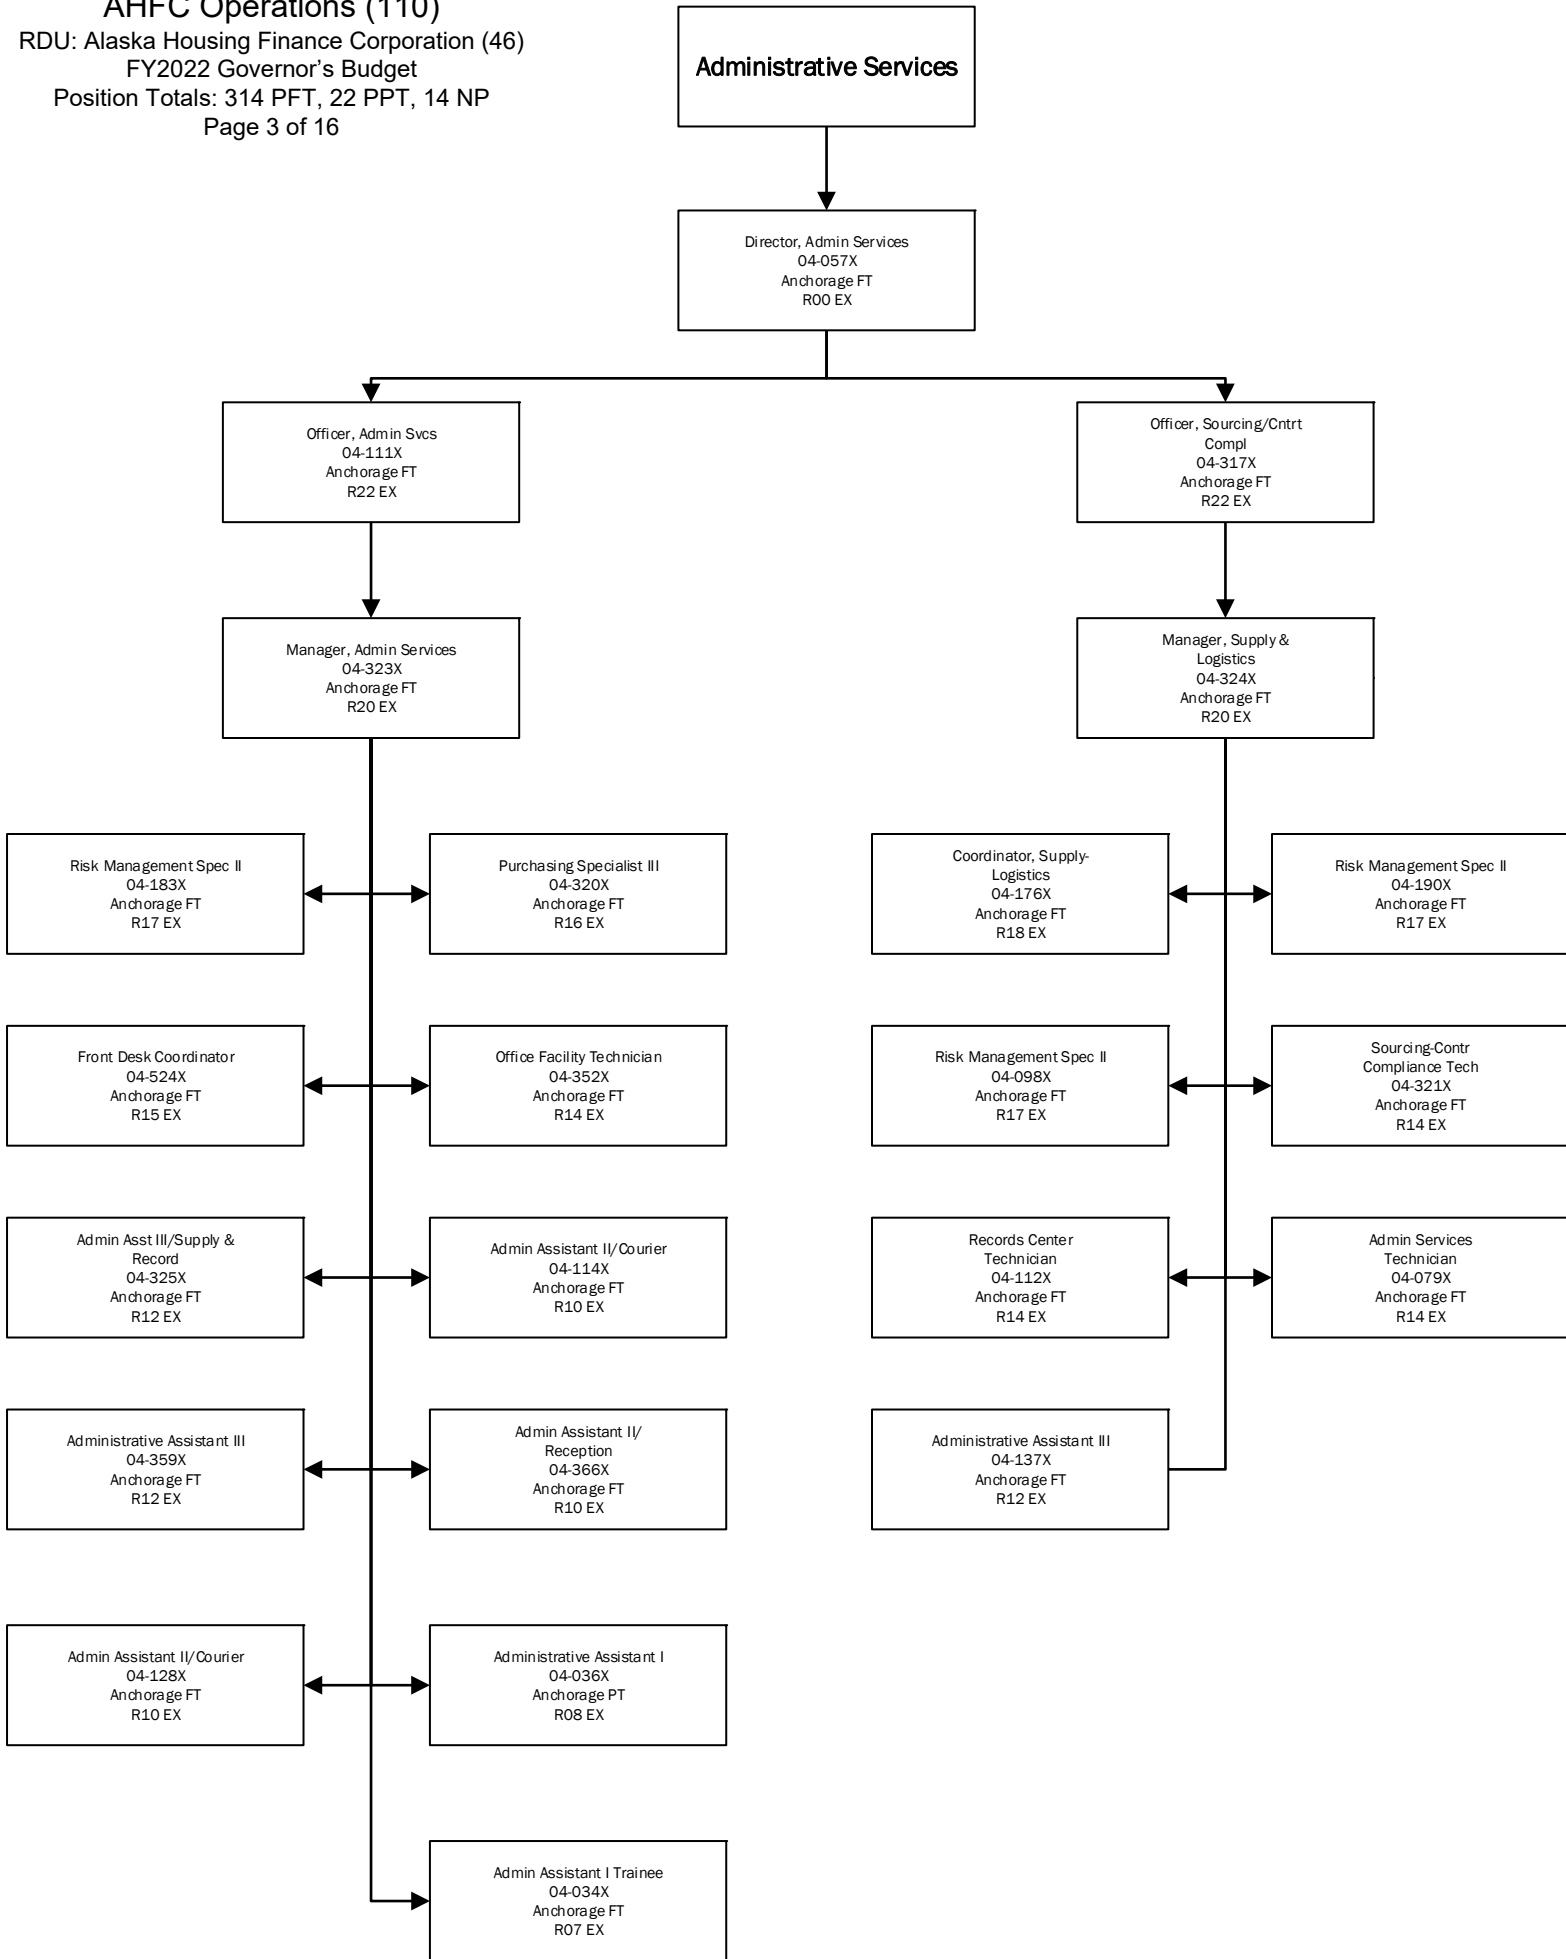 AHFC Operations (110)
RDU: Alaska Housing Finance Corporation (46)
FY2022 Governor's Budget
Position Totals: 314 PFT, 22 PPT, 14 NP
Page 3 of 16
Administrative Services
Director, Admin Services
04-057X
Anchorage FT
R00 EX
Officer, Admin Svcs
04-111X
Anchorage FT
R22 EX
Officer, Sourcing/Cntrt
Compl
04-317X
Anchorage FT
R22 EX
Manager, Admin Services
04-323X
Anchorage FT
R20 EX
Manager, Supply &
Logistics
04-324X
Anchorage FT
R20 EX
Risk Management Spec II
04-183X
Anchorage FT
R17 EX
Purchasing Specialist III
04-320X
Anchorage FT
R16 EX
Coordinator, Supply-
Logistics
04-176X
Anchorage FT
R18 EX
Risk Management Spec II
04-190X
Anchorage FT
R17 EX
Front Desk Coordinator
04-524X
Anchorage FT
R15 EX
Office Facility Technician
04-352X
Anchorage FT
R14 EX
Risk Management Spec II
04-098X
Anchorage FT
R17 EX
Sourcing-Contr
Compliance Tech
04-321X
Anchorage FT
R14 EX
Admin Asst III/Supply &
Record
04-325X
Anchorage FT
R12 EX
Admin Assistant II/Courier
04-114X
Anchorage FT
R10 EX
Records Center
Technician
04-112X
Anchorage FT
R14 EX
Admin Services
Technician
04-079X
Anchorage FT
R14 EX
Administrative Assistant III
04-359X
Anchorage FT
R12 EX
Admin Assistant II/
Reception
04-366X
Anchorage FT
R10 EX
Administrative Assistant III
04-137X
Anchorage FT
R12 EX
Admin Assistant II/Courier
04-128X
Anchorage FT
R10 EX
Administrative Assistant I
04-036X
Anchorage PT
R08 EX
Admin Assistant I Trainee
04-034X
Anchorage FT
R07 EX